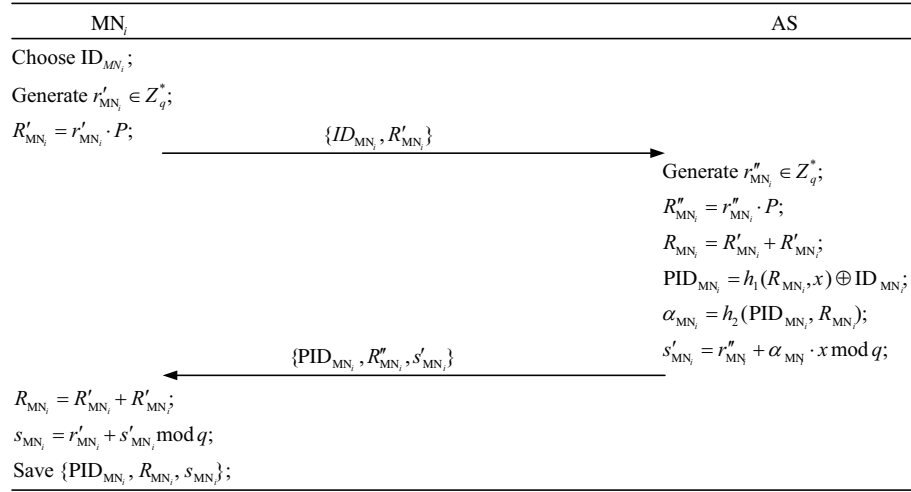 MN_i AS
Choose ID_{MN_i};
Generate r'_{MN_i} ∈ Z_q^*;
R'_{MN_i} = r'_{MN_i} · P;
{ID_{MN_i}, R'_{MN_i}}
Generate r''_{MN_i} ∈ Z_q^*;
R''_{MN_i} = r''_{MN_i} · P;
R_{MN_i} = R'_{MN_i} + R'_{MN_i};
PID_{MN_i} = h_1(R_{MN_i}, x) ⊕ ID_{MN_i};
α_{MN_i} = h_2(PID_{MN_i}, R_{MN_i});
s'_{MN_i} = r''_{MN_i} + α_{MN_i} · x mod q;
{PID_{MN_i}, R''_{MN_i}, s'_{MN_i}}
R_{MN_i} = R'_{MN_i} + R'_{MN_i};
s_{MN_i} = r'_{MN_i} + s'_{MN_i} mod q;
Save {PID_{MN_i}, R_{MN_i}, s_{MN_i}};